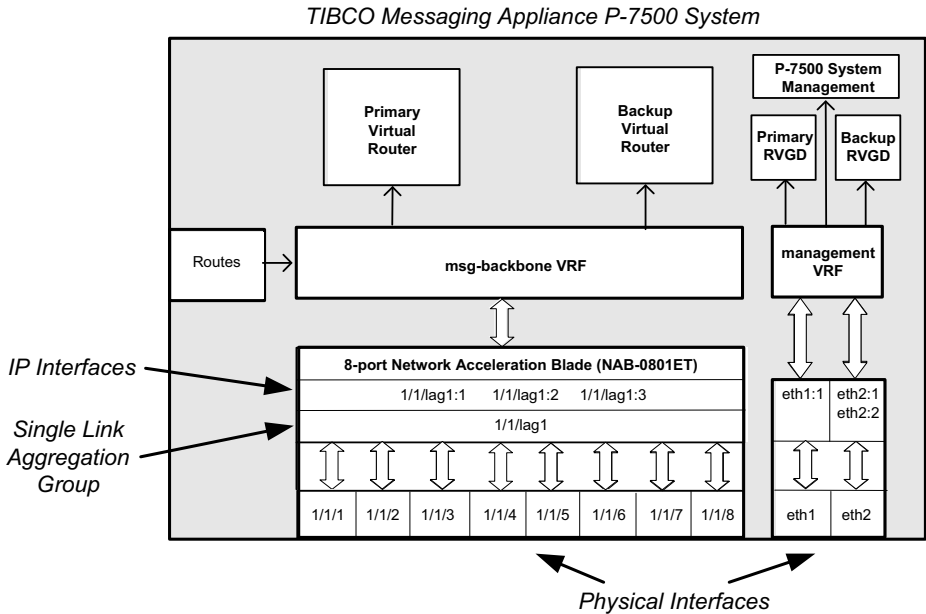 TIBCO Messaging Appliance P-7500 System
P-7500 System
Management
Primary
Virtual
Router
Backup
Virtual
Router
Primary
RVGD
Backup
RVGD
Routes
msg-backbone VRF
management
VRF
IP Interfaces
8-port Network Acceleration Blade (NAB-0801ET)
1/1/lag1:1 1/1/lag1:2 1/1/lag1:3
eth1:1
eth2:1
eth2:2
Single Link
Aggregation
Group
1/1/lag1
1/1/1 1/1/2 1/1/3 1/1/4 1/1/5 1/1/6 1/1/7 1/1/8
eth1 eth2
Physical Interfaces